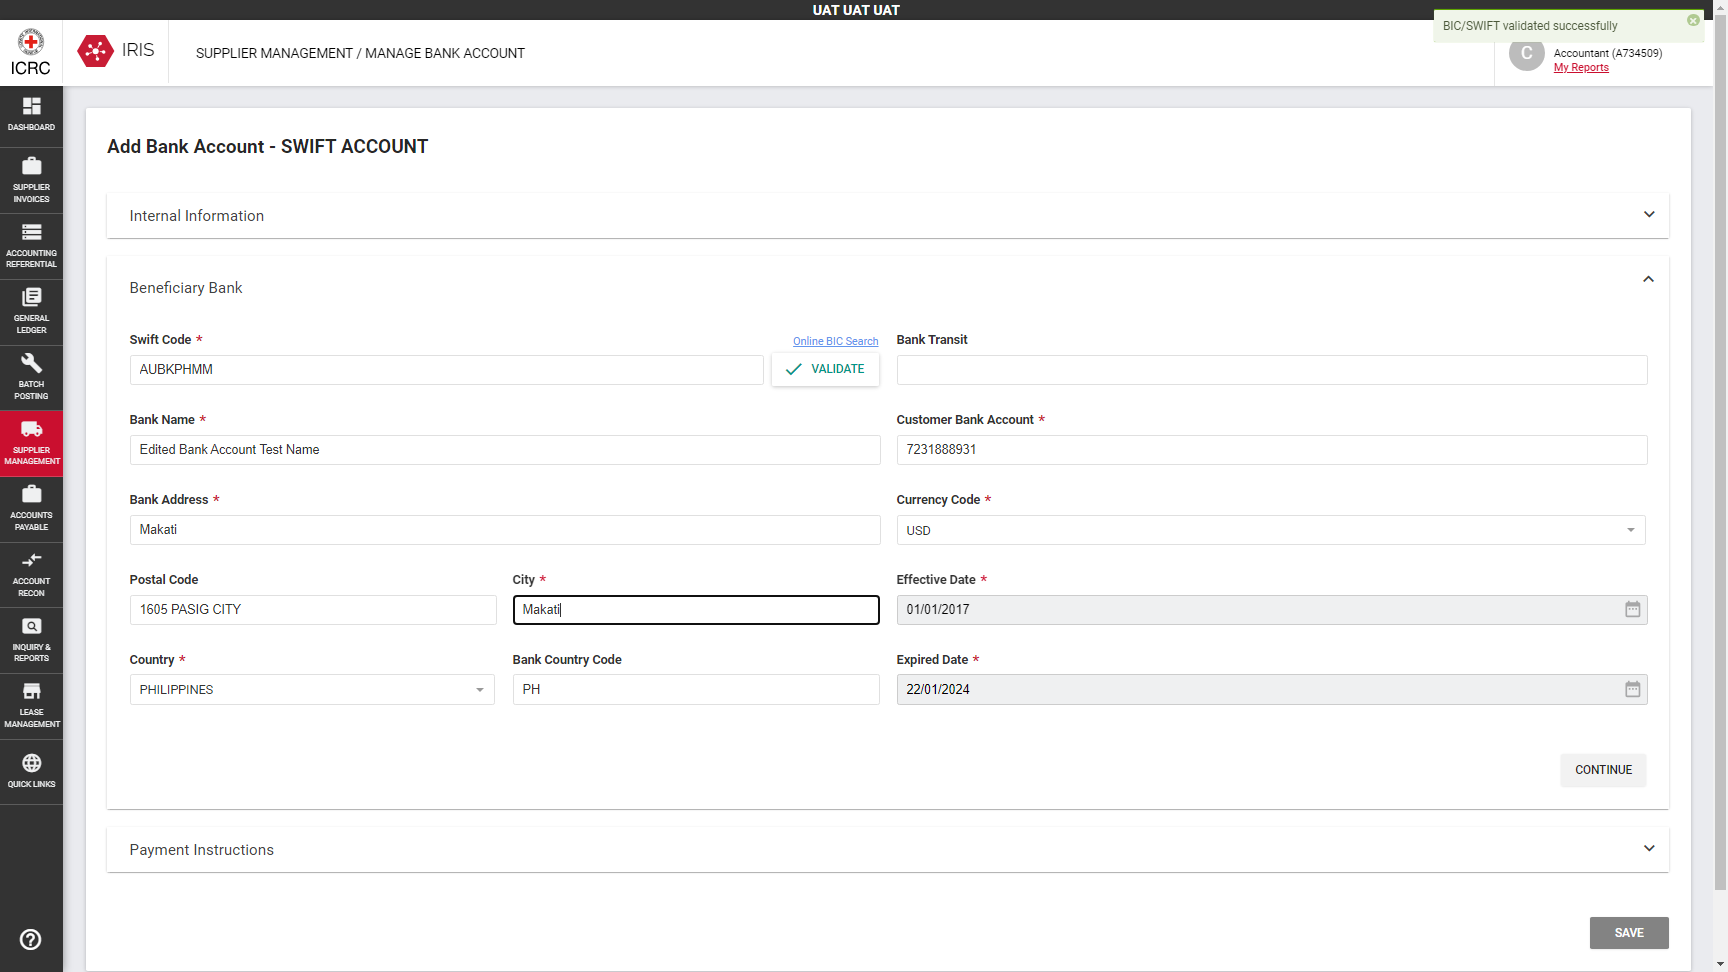 UAT UAT UAT
BIC/SWIFT validated successfully
ICRC
IRIS
SUPPLIER MANAGEMENT / MANAGE BANK ACCOUNT
C
Accountant (A734509)
My Reports
DASHBOARD
SUPPLIER
INVOICES
ACCOUNTING
REFERENTIAL
GENERAL
LEDGER
BATCH
POSTING
SUPPLIER
MANAGEMENT
ACCOUNTS
PAYABLE
ACCOUNT
RECON
INQUIRY &
REPORTS
LEASE
MANAGEMENT
QUICK LINKS
Add Bank Account - SWIFT ACCOUNT
Internal Information
Beneficiary Bank
Swift Code *
Online BIC Search
AUBKPHMM
VALIDATE
Bank Transit
Bank Name *
Edited Bank Account Test Name
Customer Bank Account *
7231888931
Bank Address *
Makati
Currency Code *
USD
Postal Code
1605 PASIG CITY
City *
Makati
Effective Date *
01/01/2017
Country *
PHILIPPINES
Bank Country Code
PH
Expired Date *
22/01/2024
CONTINUE
Payment Instructions
SAVE